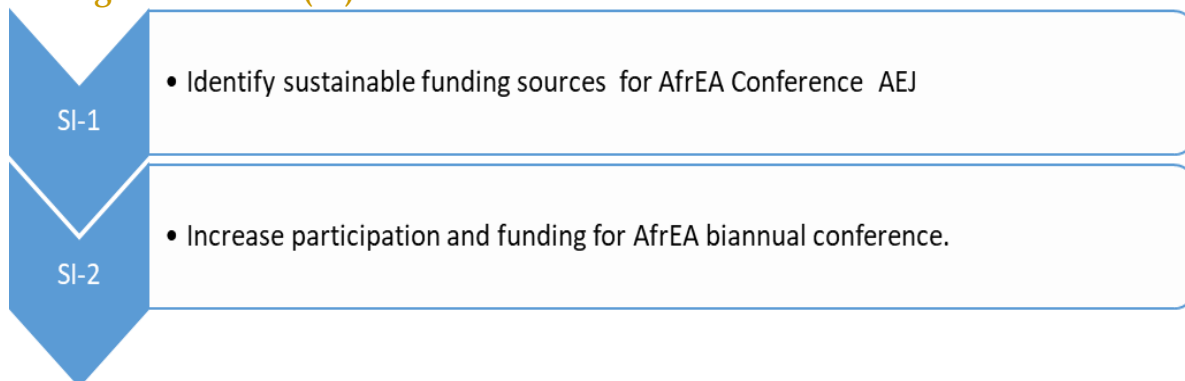 SI-1
• Identify sustainable funding sources for AfrEA Conference AEJ
SI-2
• Increase participation and funding for AfrEA biannual conference.